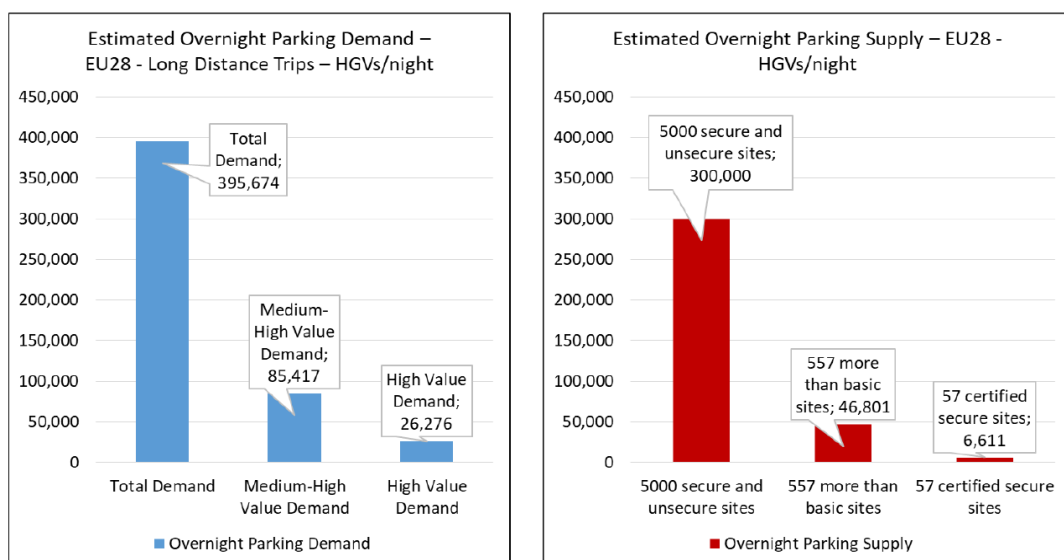 Estimated Overnight Parking Demand –
EU28 - Long Distance Trips – HGVs/night
450,000
400,000
350,000
300,000
250,000
200,000
150,000
100,000
50,000
0
Total
Demand;
395,674
Medium-
High Value
Demand;
85,417
High Value
Demand;
26,276
Total Demand
Medium-High
Value Demand
High Value
Demand
Overnight Parking Demand
Estimated Overnight Parking Supply – EU28 -
HGVs/night
450,000
400,000
350,000
300,000
250,000
200,000
150,000
100,000
50,000
0
5000 secure and
unsecure sites;
300,000
557 more
than basic
sites; 46,801
57 certified
secure sites;
6,611
5000 secure and
unsecure sites
557 more than
basic sites
57 certified secure
sites
Overnight Parking Supply